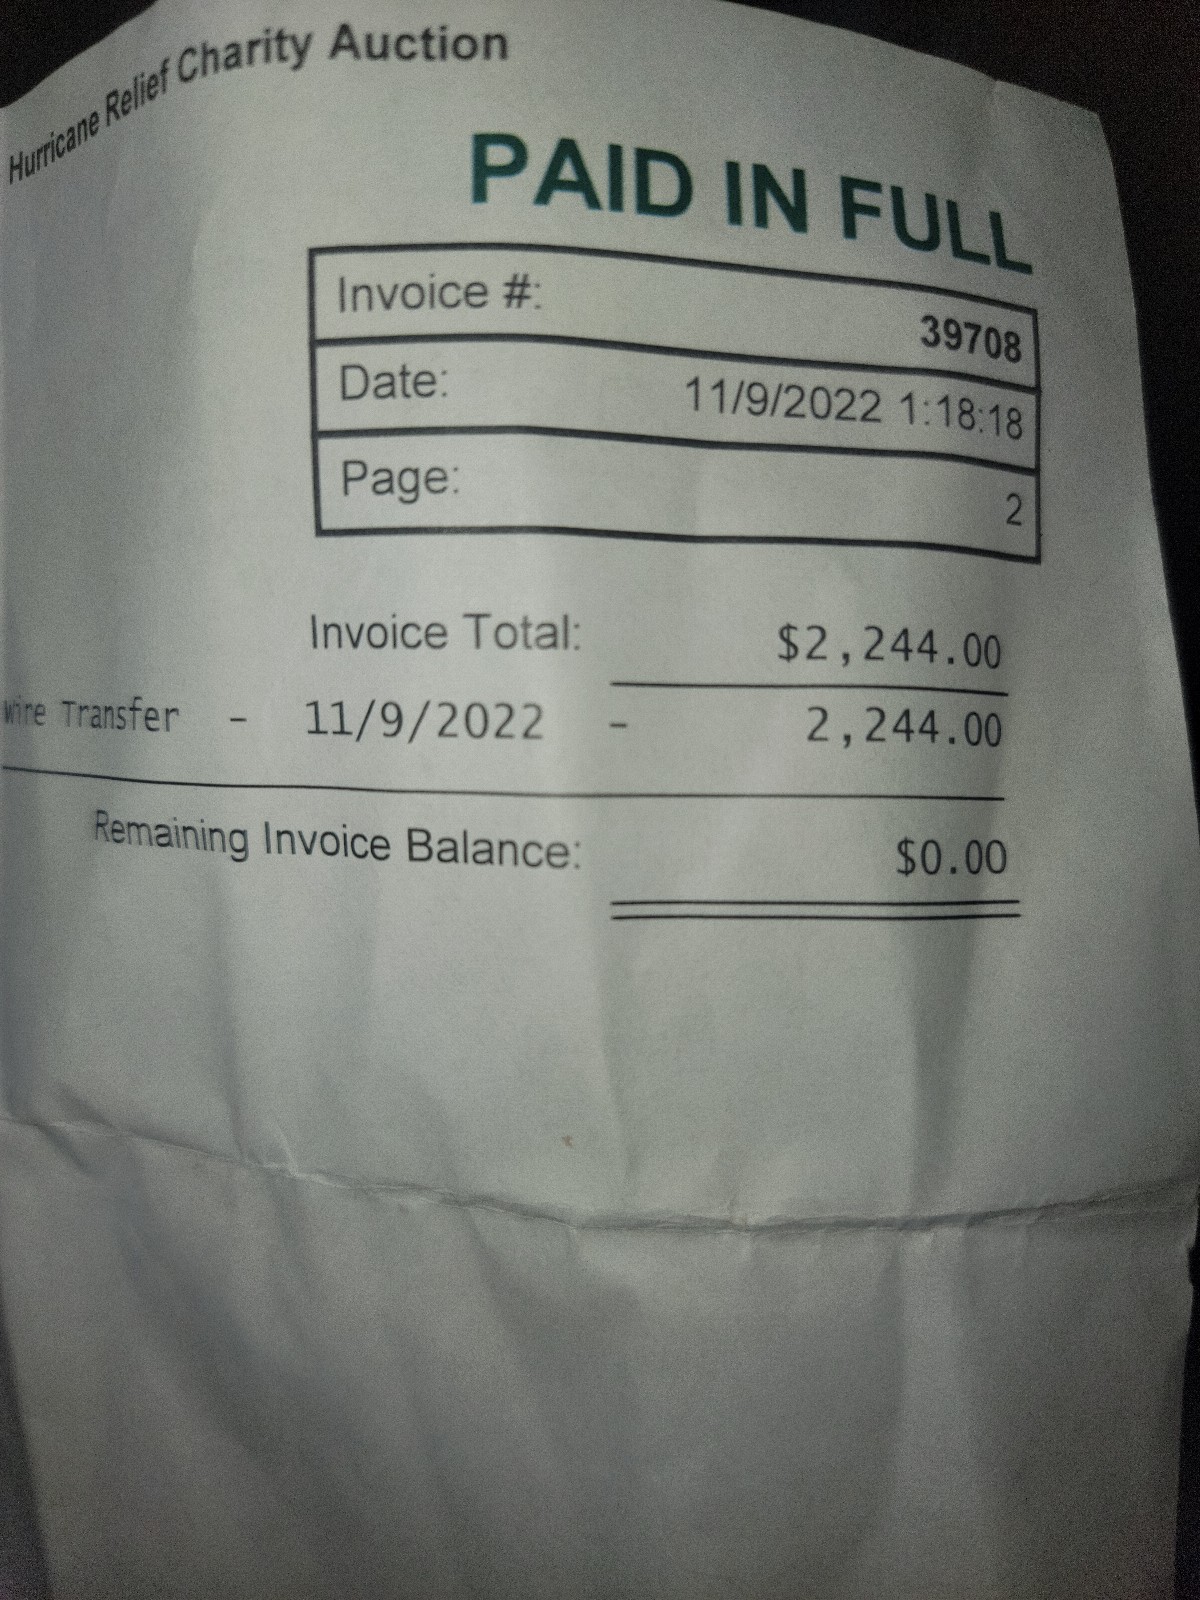 Hurricane Relief Charity Auction
PAID IN FULL
Invoice #: 39708
Date: 11/9/2022 1:18:18
Page: 2
Invoice Total: $2,244.00
Wire Transfer - 11/9/2022 - 2,244.00
Remaining Invoice Balance: $0.00